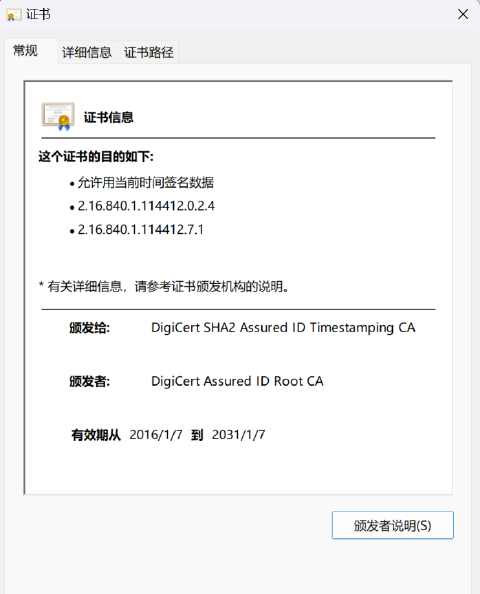 证书
常规
详细信息
证书路径
证书信息
这个证书的目的如下:
• 允许用当前时间签名数据
• 2.16.840.1.114412.0.2.4
• 2.16.840.1.114412.7.1
* 有关详细信息，请参考证书颁发机构的说明。
颁发给: DigiCert SHA2 Assured ID Timestamping CA
颁发者: DigiCert Assured ID Root CA
有效期从 2016/1/7 到 2031/1/7
颁发者说明(S)